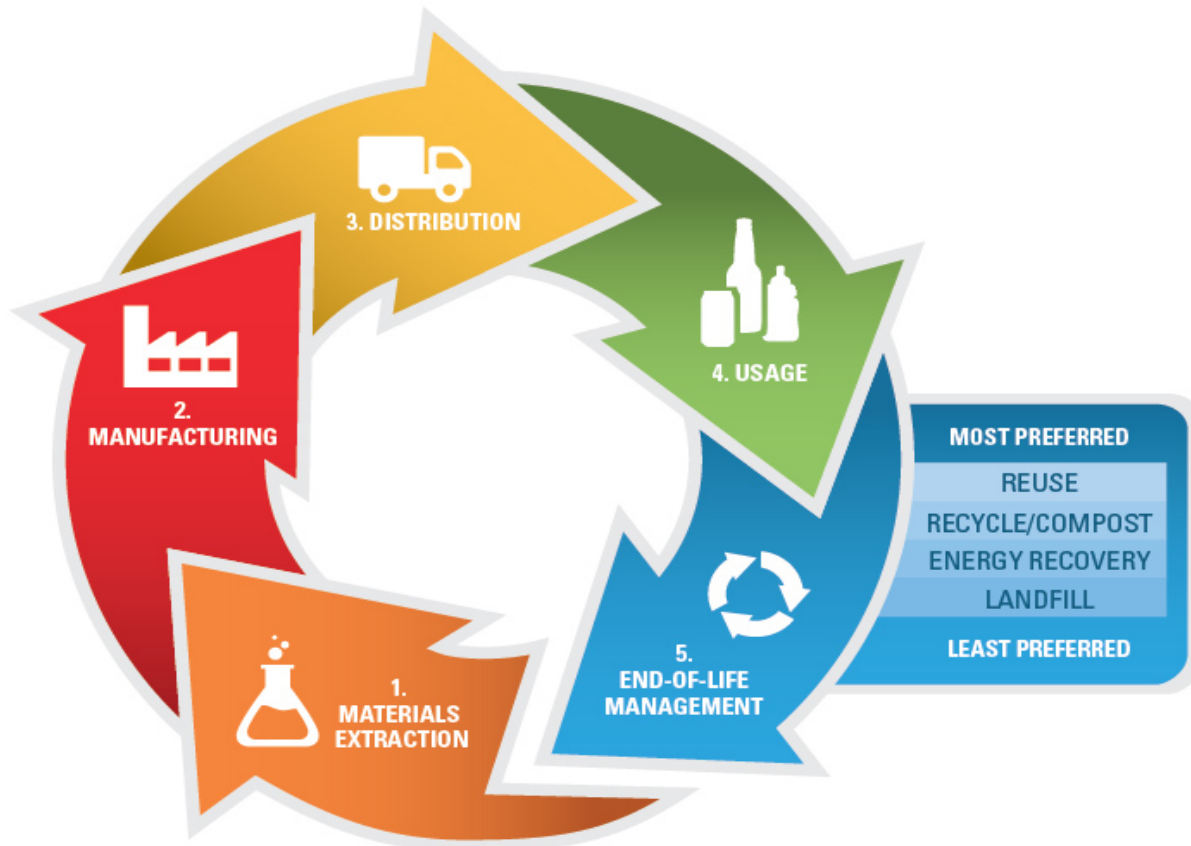 1.
MATERIALS
EXTRACTION
2.
MANUFACTURING
3. DISTRIBUTION
4. USAGE
5.
END-OF-LIFE
MANAGEMENT
MOST PREFERRED
REUSE
RECYCLE/COMPOST
ENERGY RECOVERY
LANDFILL
LEAST PREFERRED